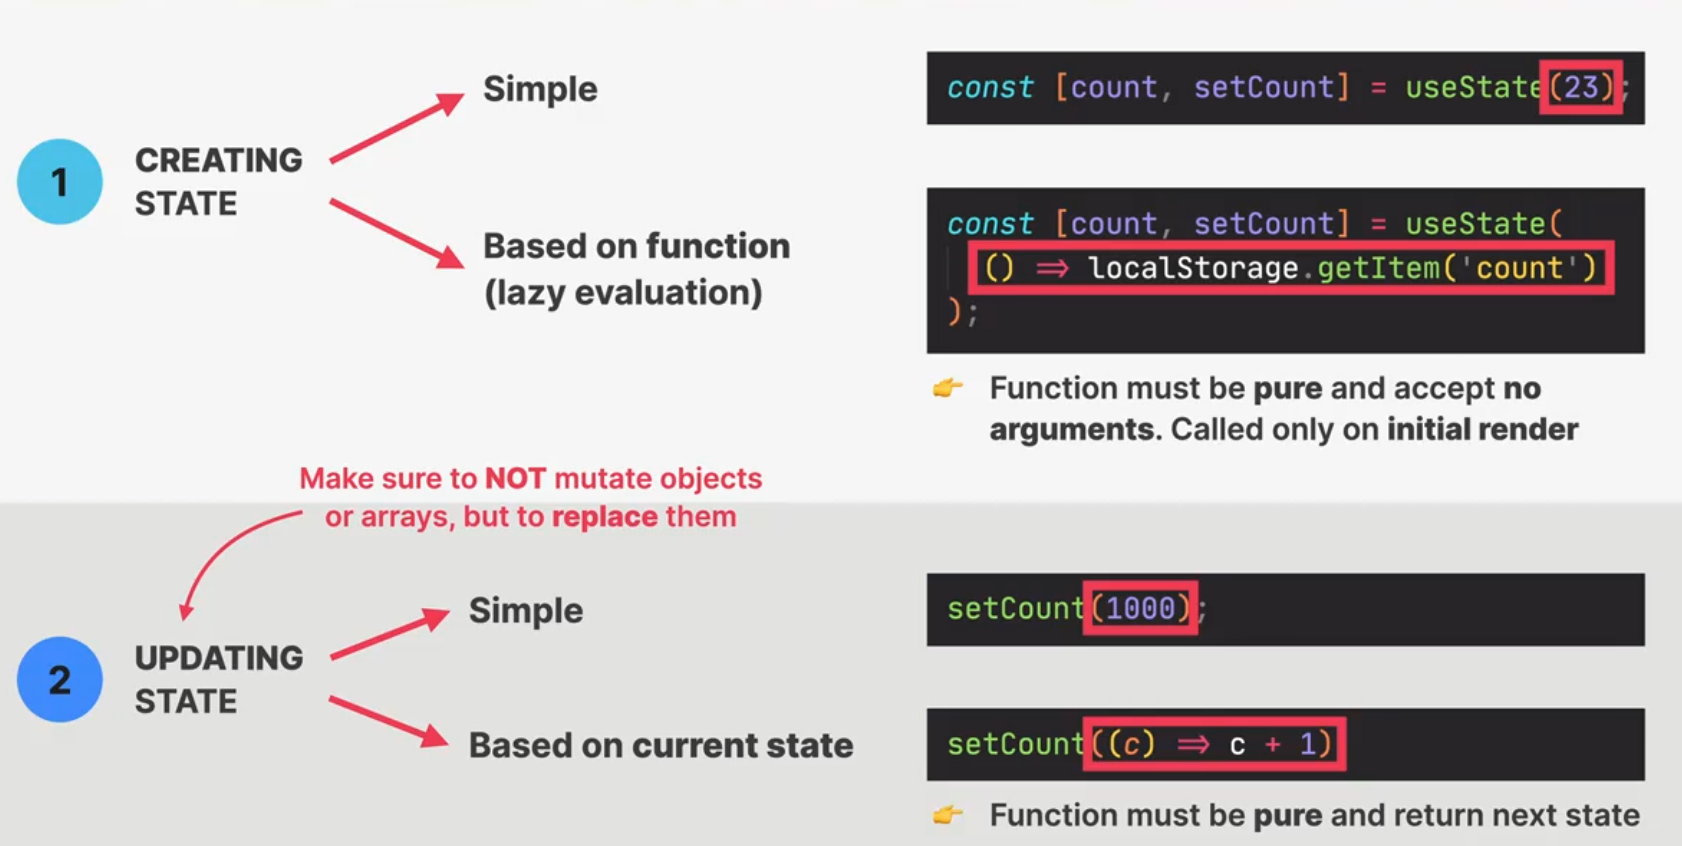 1
CREATING
STATE
Simple
const [count, setCount] = useState(23);
Based on function
(lazy evaluation)
const [count, setCount] = useState(
() => localStorage.getItem('count')
);
👉 Function must be pure and accept no
arguments. Called only on initial render
Make sure to NOT mutate objects
or arrays, but to replace them
2
UPDATING
STATE
Simple
setCount(1000);
Based on current state
setCount((c) => c + 1)
👉 Function must be pure and return next state